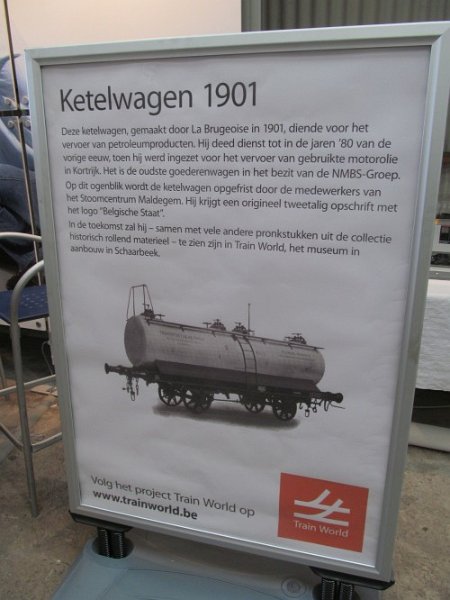 Ketelwagen 1901
Deze ketelwagen, gemaakt door La Brugeoise in 1901, diende voor het
vervoer van petroleumproducten. Hij deed dienst tot in de jaren '80 van de
vorige eeuw, toen hij werd ingezet voor het vervoer van gebruikte motorolie
in Kortrijk. Het is de oudste goederenwagen in het bezit van de NMBS-Groep.
Op dit ogenblik wordt de ketelwagen opgefrist door de medewerkers van
het Stoomcentrum Maldegem. Hij krijgt een origineel tweetalig opschrift met
het logo "Belgische Staat".
In de toekomst zal hij – samen met vele andere pronkstukken uit de collectie
historisch rollend materieel – te zien zijn in Train World, het museum in
aanbouw in Schaarbeek.
Volg het project Train World op
www.trainworld.be
Train World